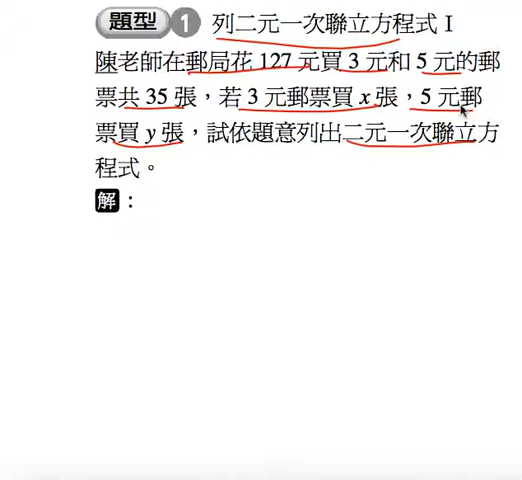 題型 1 列二元一次聯立方程式 I
陳老師在郵局花 127 元買 3 元和 5 元的郵
票共 35 張，若 3 元郵票買 x 張，5 元郵
票買 y 張，試依題意列出二元一次聯立方
程式。
解：